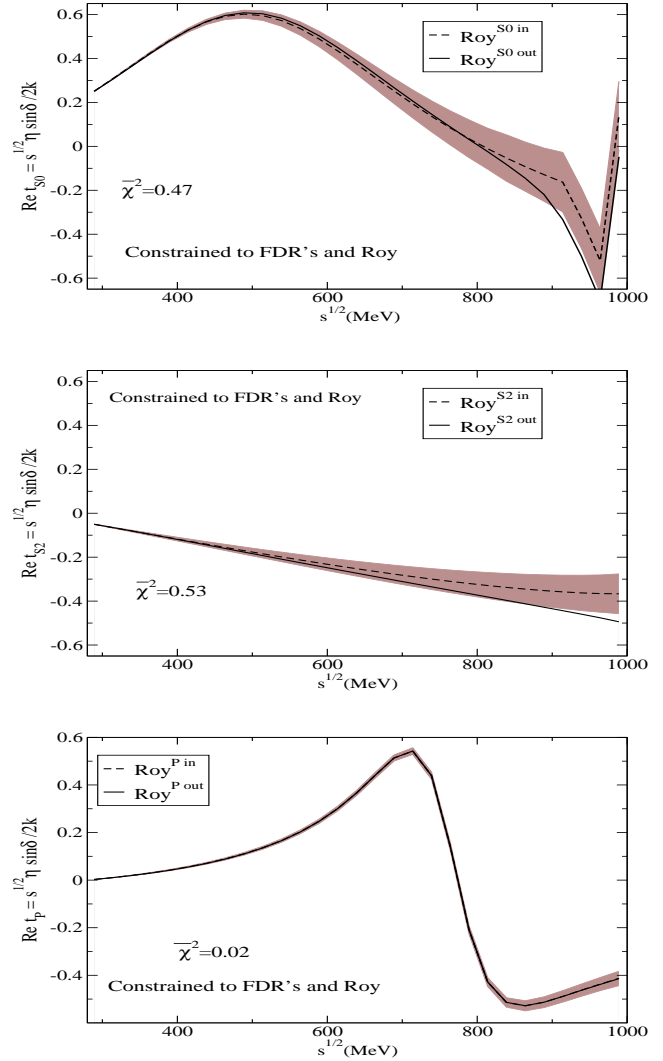 0.6
0.4
0.2
0
-0.2
-0.4
-0.6
Re t_S0 = s^1/2 η sinδ /2k
Roy^S0 in
Roy^S0 out
χ̅^2=0.47
Constrained to FDR's and Roy
400 600 800 1000
s^1/2(MeV)
0.6
0.4
0.2
0
-0.2
-0.4
-0.6
Re t_S2 = s^1/2 η sinδ /2k
Constrained to FDR's and Roy
Roy^S2 in
Roy^S2 out
χ̅^2=0.53
400 600 800 1000
s^1/2(MeV)
0.6
0.4
0.2
0
-0.2
-0.4
Re t_P = s^1/2 η sinδ /2k
Roy^P in
Roy^P out
χ̅^2=0.02
Constrained to FDR's and Roy
400 600 800 1000
s^1/2(MeV)